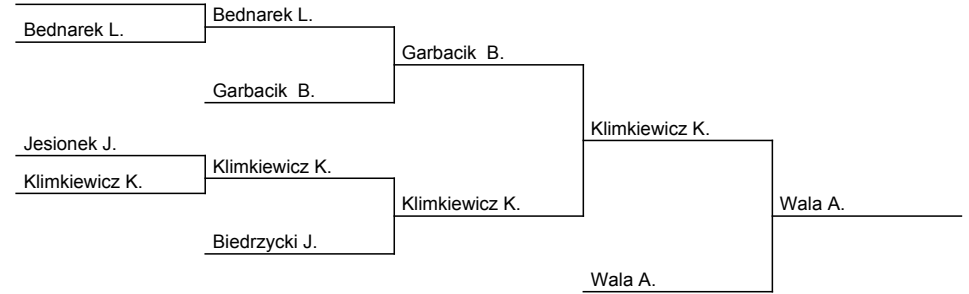 Bednarek L.
Bednarek L.
Garbacik  B.
Garbacik  B.
Klimkiewicz K.
Jesionek J.
Klimkiewicz K.
Klimkiewicz K.
Klimkiewicz K.
Wala A.
Biedrzycki J.
Wala A.